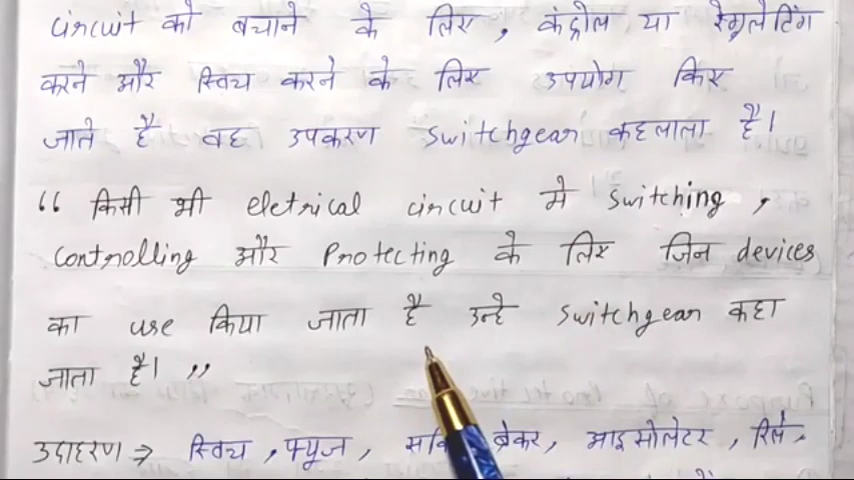 circuit को बचाने के लिए, कंट्रोल या रेगुलेटिंग
करने और स्विच करने के लिए उपयोग किए
जाते है वह उपकरण switchgear कहलाता है।
“ किसी भी eletrical circuit मे switching ,
Controlling और Protecting के लिए जिन devices
का use किया जाता है उन्हे switchgear कहा
जाता है। ”
उदाहरण ⇒ स्विच , फ्यूज , ब्रेकर, आइसोलेटर , रिले,